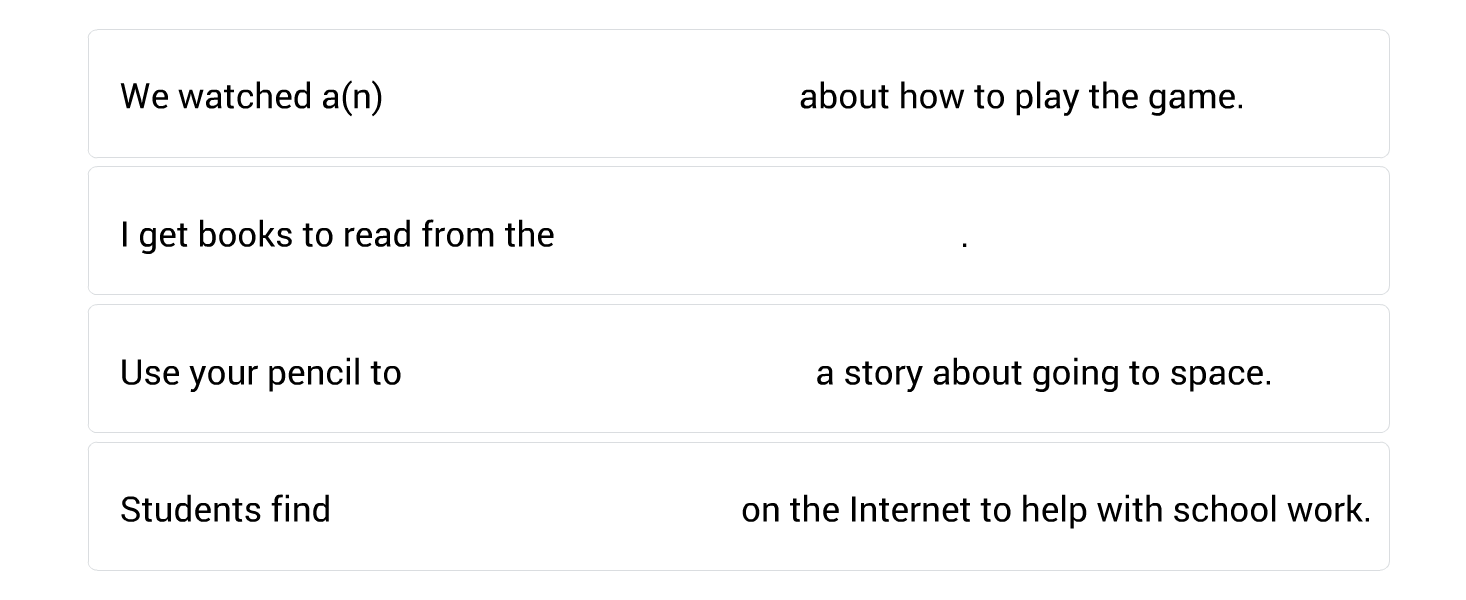 We watched a(n) about how to play the game.
I get books to read from the .
Use your pencil to a story about going to space.
Students find on the Internet to help with school work.